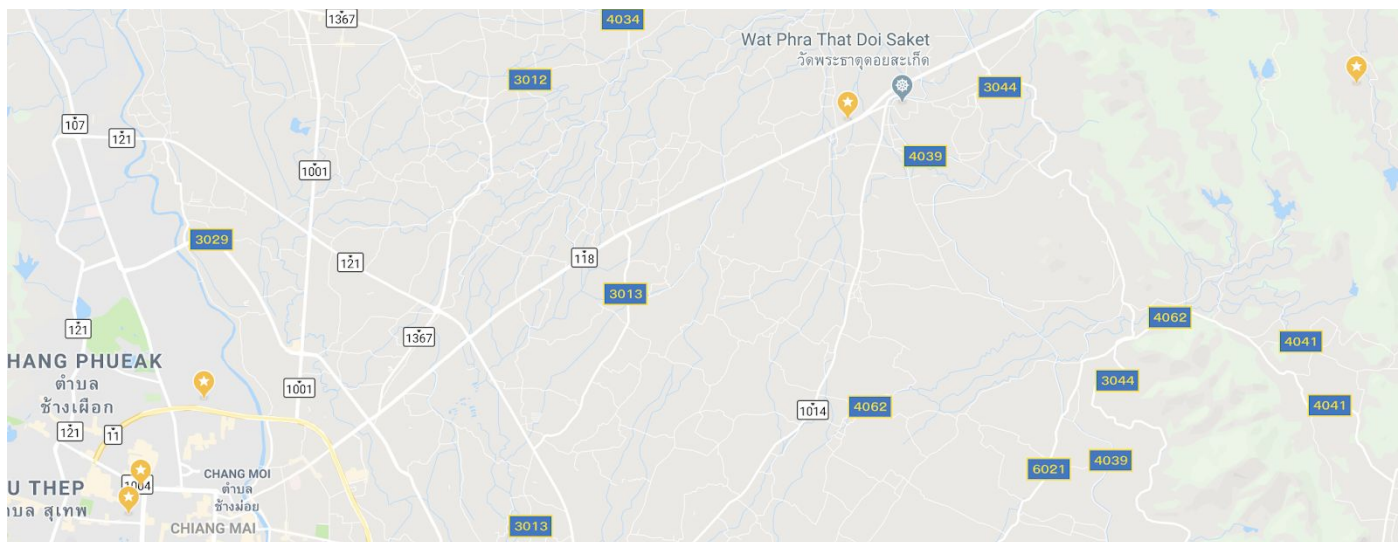 1367
4034
Wat Phra That Doi Saket
วัดพระธาตุดอยสะเก็ด
3012
3044
107
121
4039
1001
3029
118
121
3013
4062
121
1367
4041
HANG PHUEAK
ตำบล
ช้างเผือก
1001
3044
1014
4062
4041
121
11
CHANG MOI
ตำบล
ช้างม่อย
6021
4039
U THEP
บล สุเทพ
1004
CHIANG MAI
3013